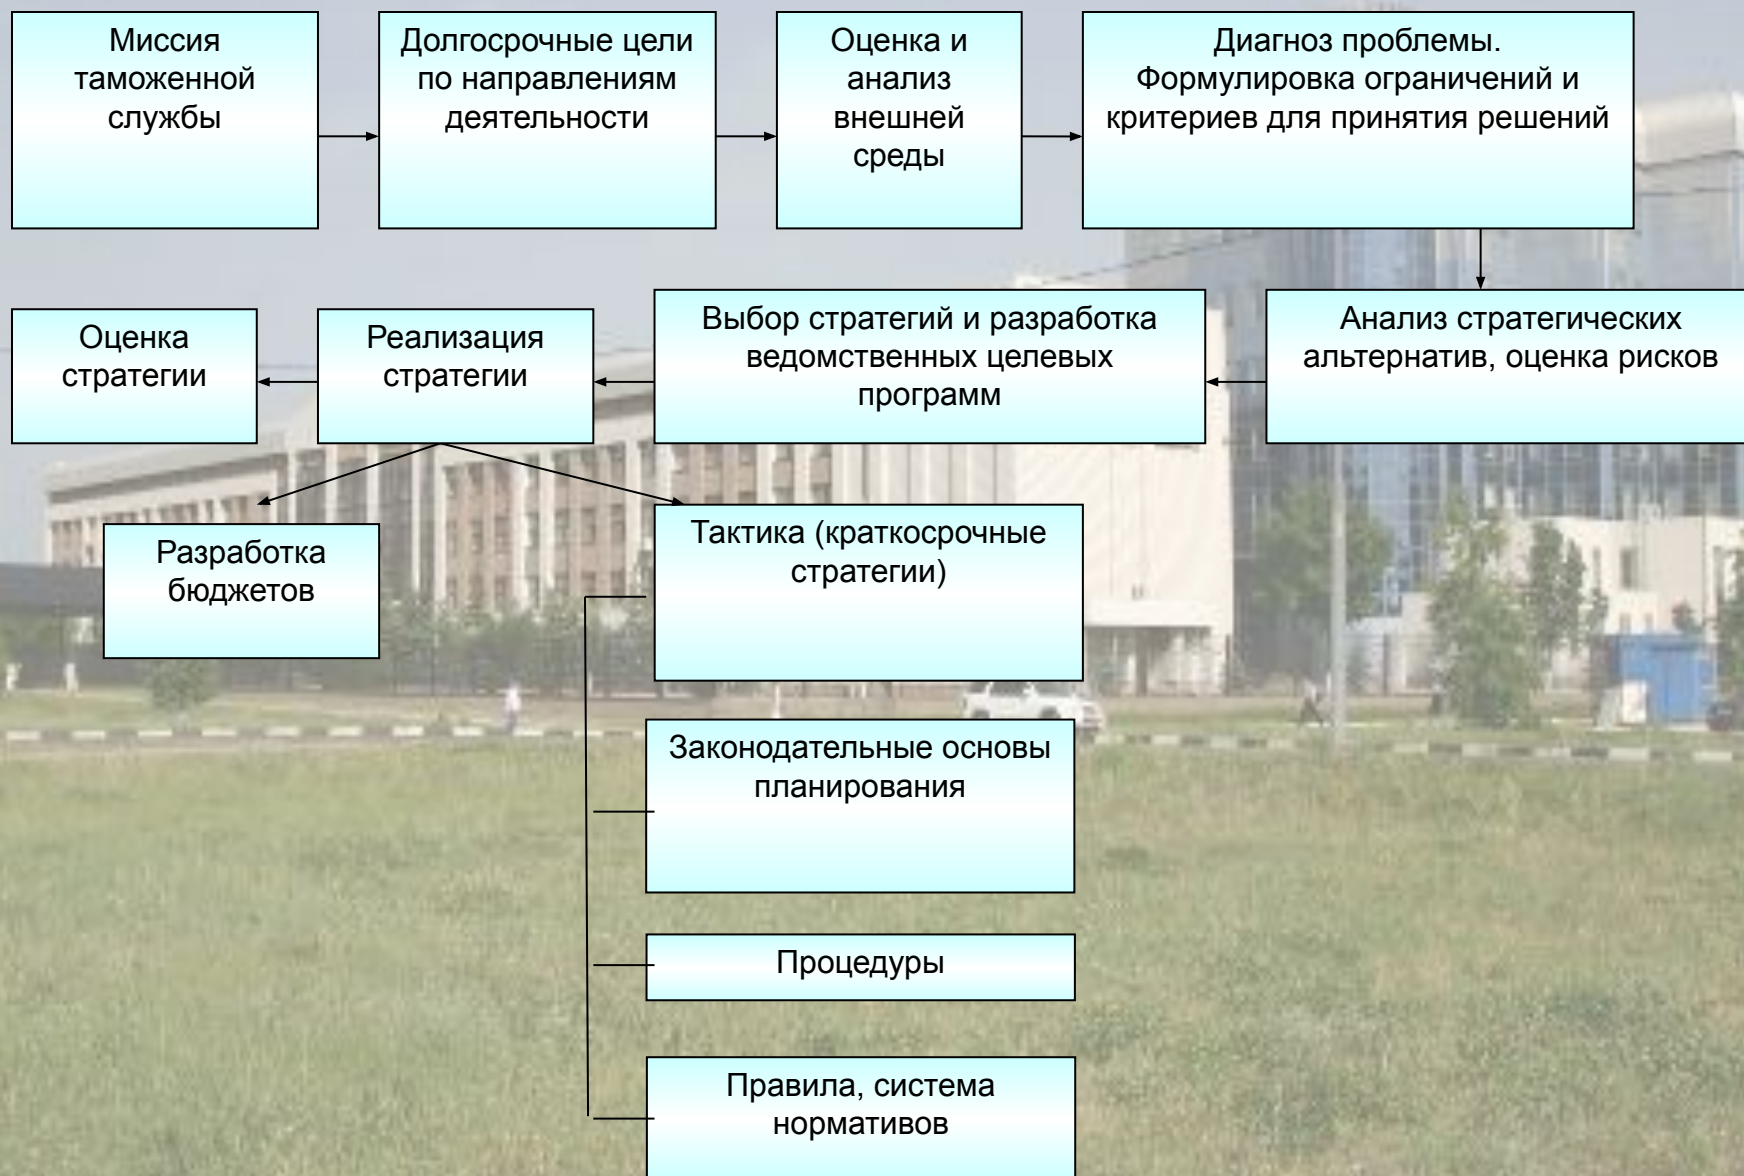 Миссия
таможенной
службы
Долгосрочные цели
по направлениям
деятельности
Оценка и
анализ
внешней
среды
Диагноз проблемы.
Формулировка ограничений и
критериев для принятия решений
Оценка
стратегии
Реализация
стратегии
Выбор стратегий и разработка
ведомственных целевых
программ
Анализ стратегических
альтернатив, оценка рисков
Разработка
бюджетов
Тактика (краткосрочные
стратегии)
Законодательные основы
планирования
Процедуры
Правила, система
нормативов